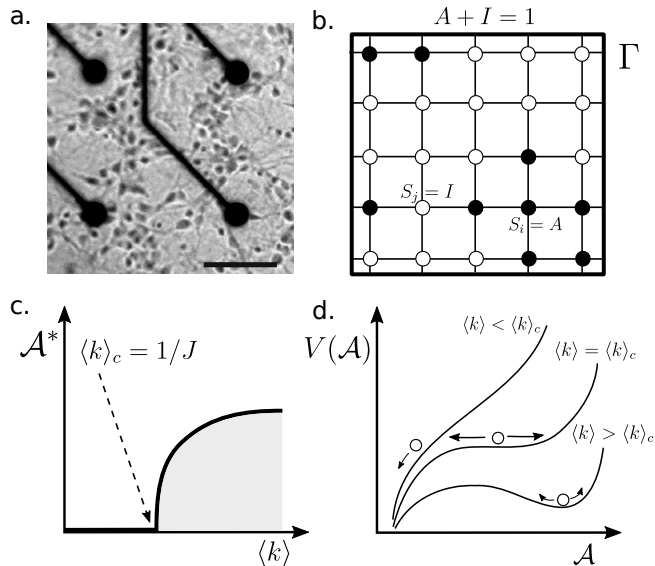 a.
b.
A + I = 1
Γ
S_j = I
S_i = A
c.
𝒜*
⟨k⟩_c = 1/J
⟨k⟩
d.
V(𝒜)
⟨k⟩ < ⟨k⟩_c
⟨k⟩ = ⟨k⟩_c
⟨k⟩ > ⟨k⟩_c
𝒜